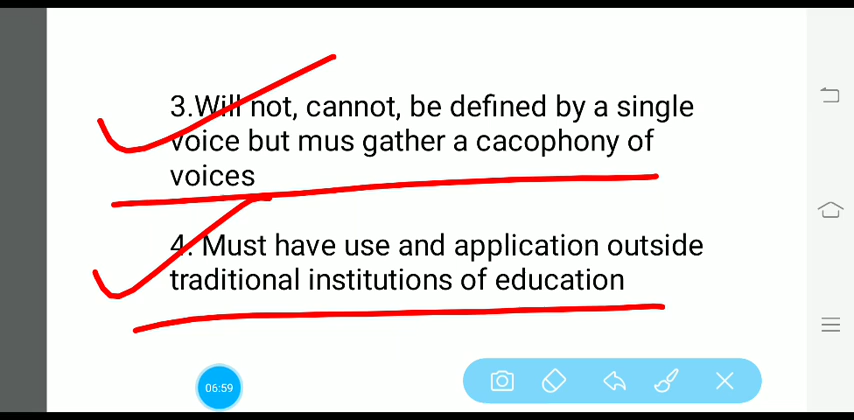 3.Will not, cannot, be defined by a single
voice but mus gather a cacophony of
voices
4. Must have use and application outside
traditional institutions of education
06:59